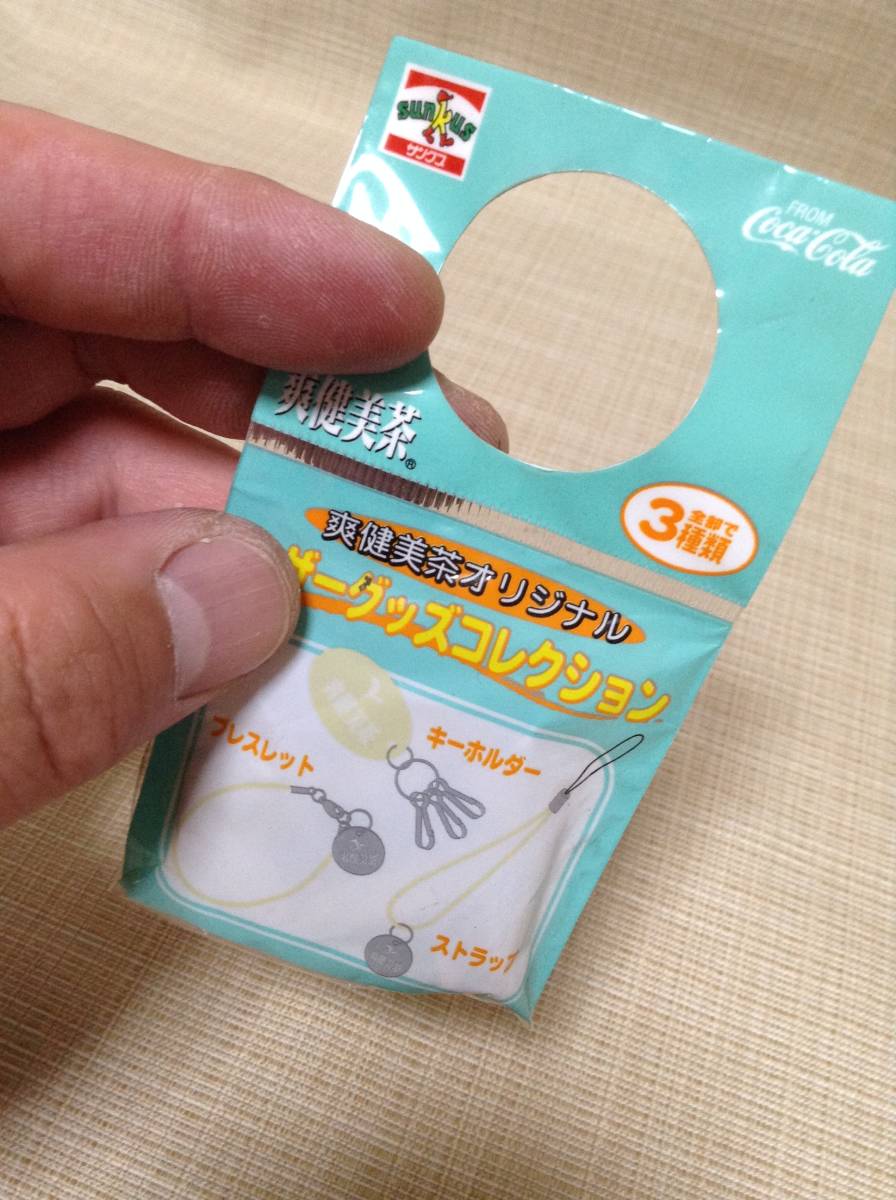 sunkus
サンクス
FROM
Coca-Cola
爽健美茶®
全部で
3種類
爽健美茶オリジナル
ザーグッズコレクション
ブレスレット
キーホルダー
ストラップ